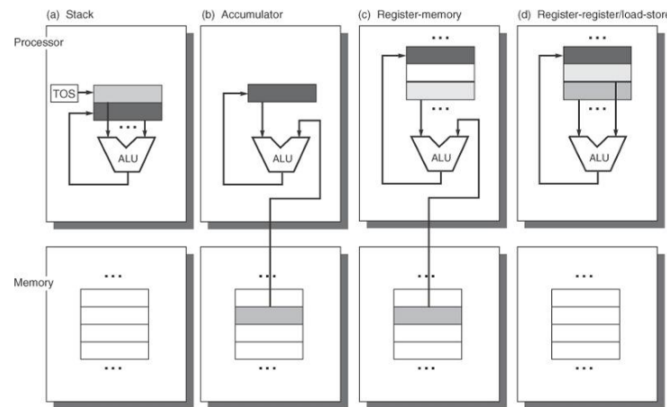 (a) Stack
(b) Accumulator
(c) Register-memory
(d) Register-register/load-store
Processor
TOS
...
ALU
ALU
...
...
ALU
...
...
ALU
Memory
...
...
...
...
...
...
...
...